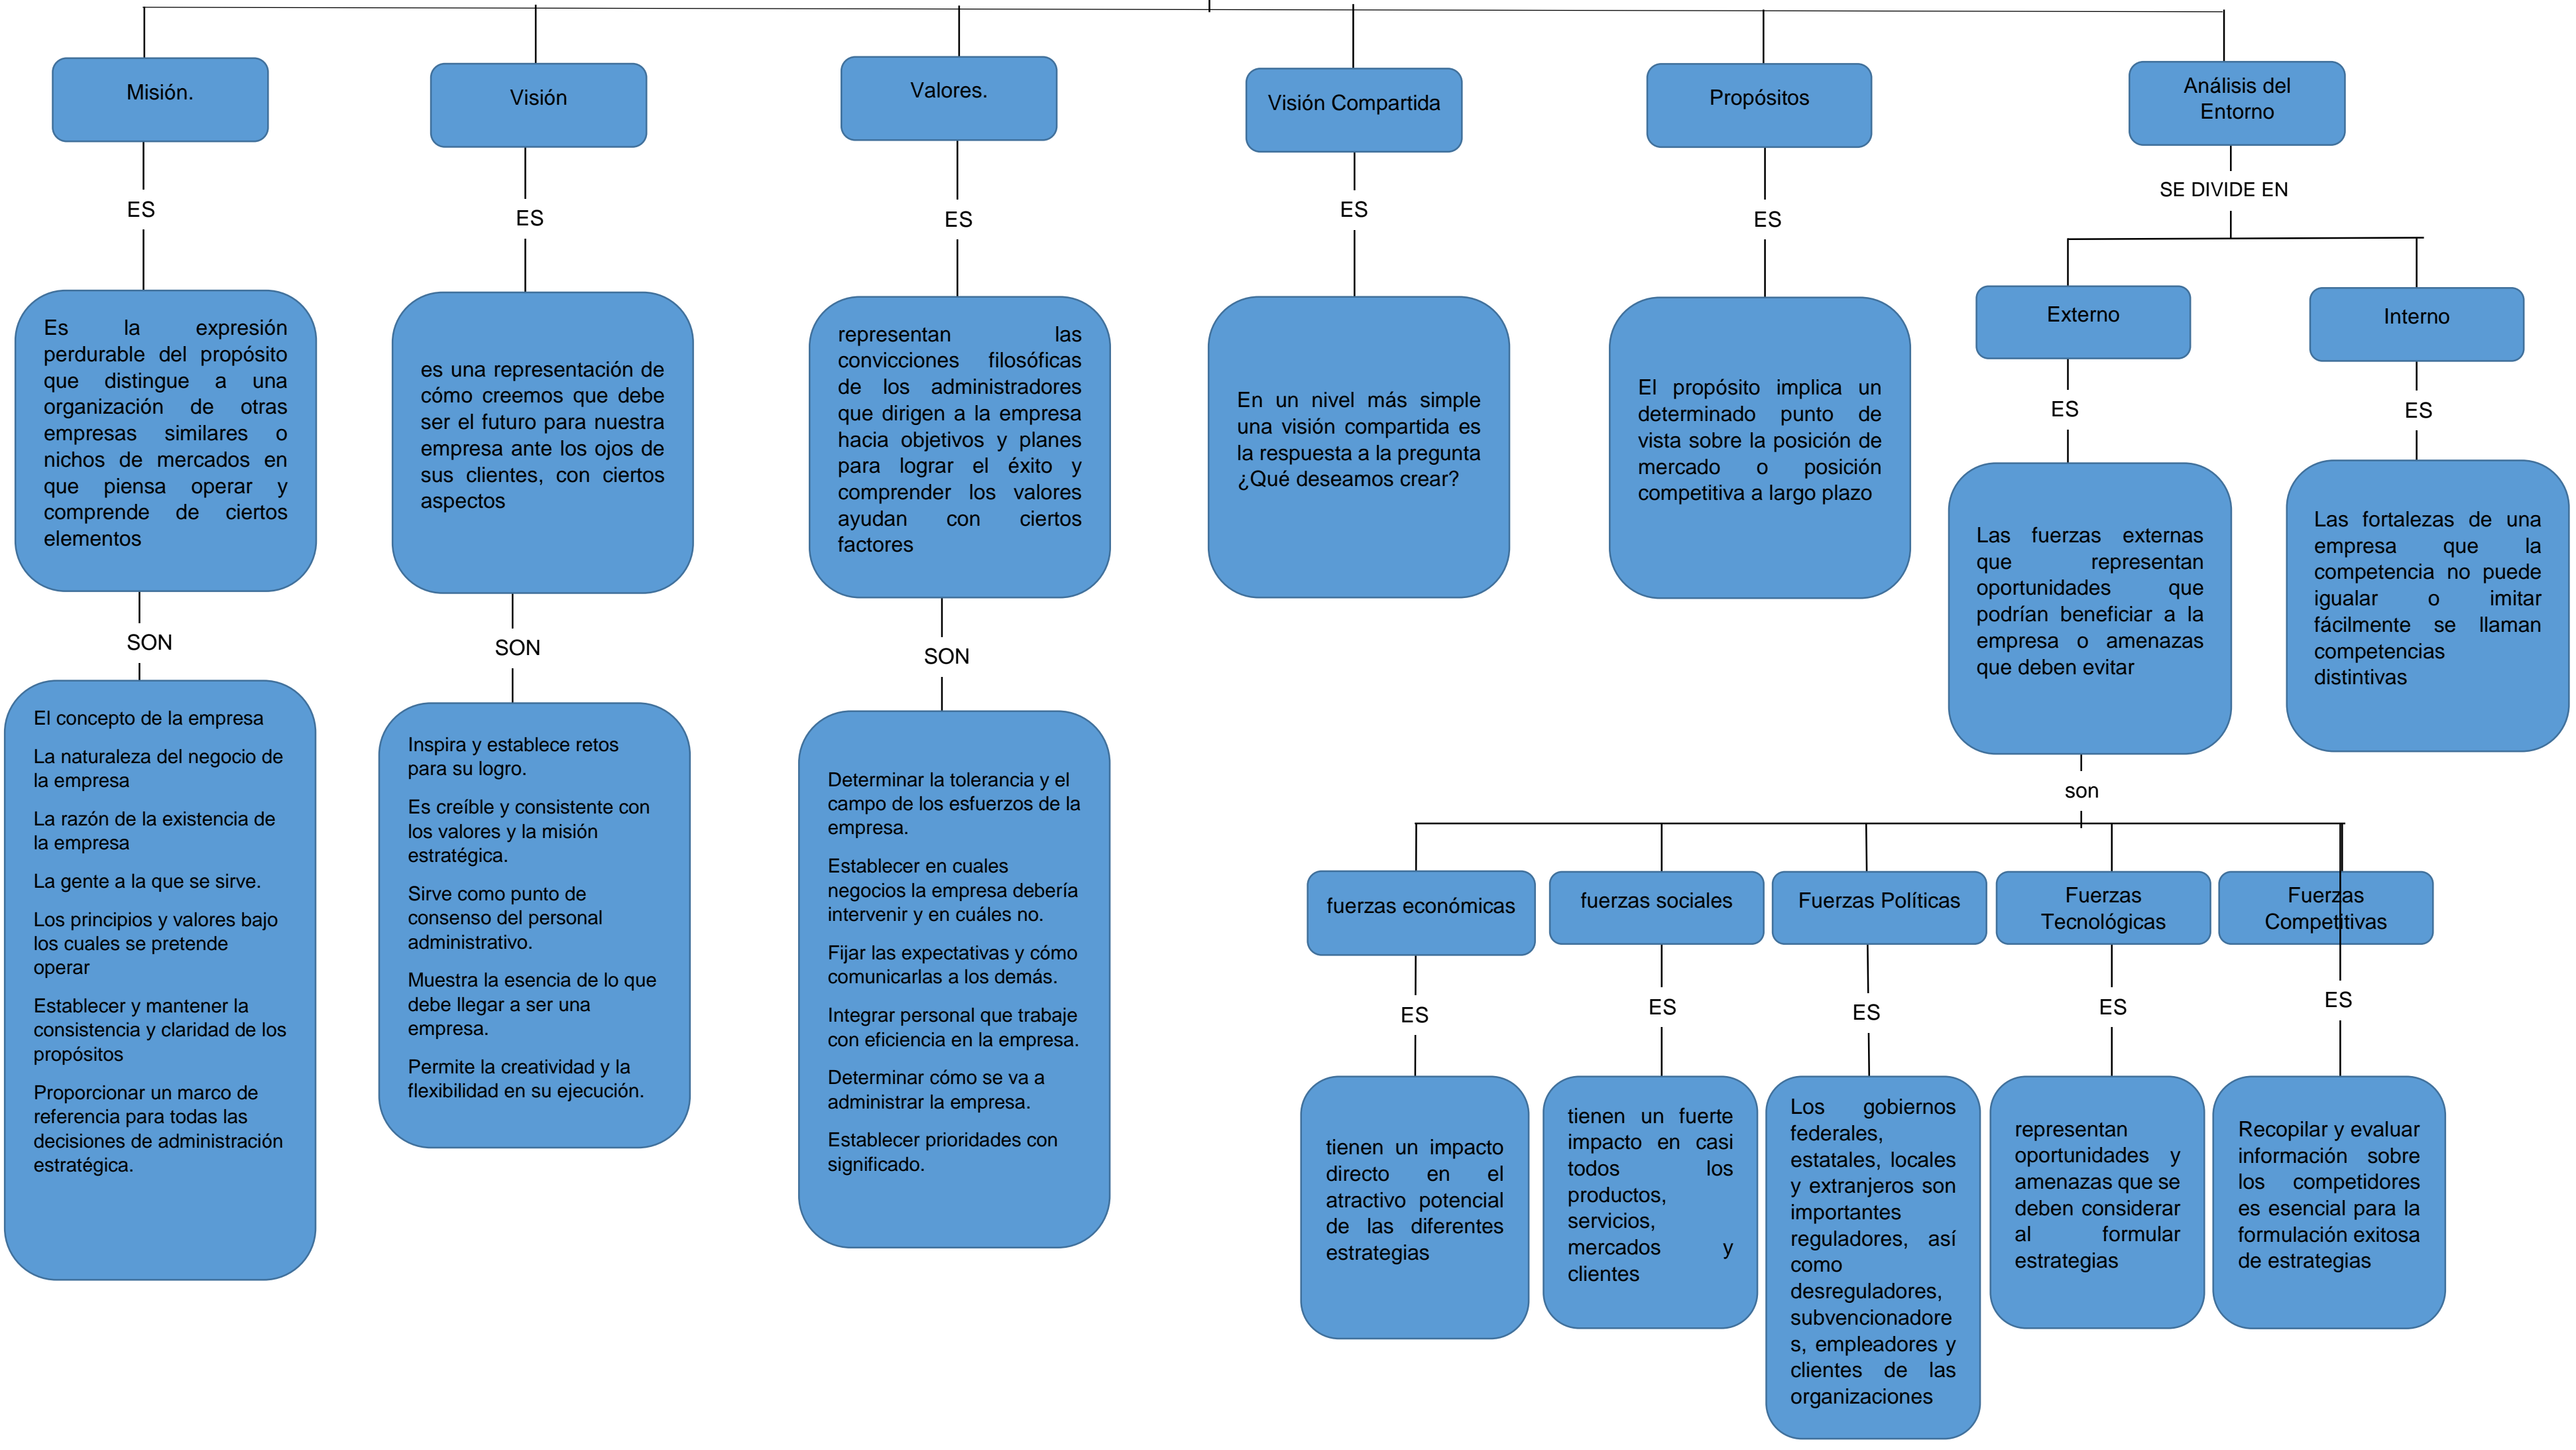 Misión.
ES
Es la expresión
perdurable del propósito
que distingue a una
organización de otras
empresas similares o
nichos de mercados en
que piensa operar y
comprende de ciertos
elementos
SON
El concepto de la empresa
La naturaleza del negocio de
la empresa
La razón de la existencia de
la empresa
La gente a la que se sirve.
Los principios y valores bajo
los cuales se pretende
operar
Establecer y mantener la
consistencia y claridad de los
propósitos
Proporcionar un marco de
referencia para todas las
decisiones de administración
estratégica.
Visión
ES
es una representación de
cómo creemos que debe
ser el futuro para nuestra
empresa ante los ojos de
sus clientes, con ciertos
aspectos
SON
Inspira y establece retos
para su logro.
Es creíble y consistente con
los valores y la misión
estratégica.
Sirve como punto de
consenso del personal
administrativo.
Muestra la esencia de lo que
debe llegar a ser una
empresa.
Permite la creatividad y la
flexibilidad en su ejecución.
Valores.
ES
representan las
convicciones filosóficas
de los administradores
que dirigen a la empresa
hacia objetivos y planes
para lograr el éxito y
comprender los valores
ayudan con ciertos
factores
SON
Determinar la tolerancia y el
campo de los esfuerzos de la
empresa.
Establecer en cuales
negocios la empresa debería
intervenir y en cuáles no.
Fijar las expectativas y cómo
comunicarlas a los demás.
Integrar personal que trabaje
con eficiencia en la empresa.
Determinar cómo se va a
administrar la empresa.
Establecer prioridades con
significado.
Visión Compartida
ES
En un nivel más simple
una visión compartida es
la respuesta a la pregunta
¿Qué deseamos crear?
Propósitos
ES
El propósito implica un
determinado punto de
vista sobre la posición de
mercado o posición
competitiva a largo plazo
Análisis del
Entorno
SE DIVIDE EN
Externo
ES
Las fuerzas externas
que representan
oportunidades que
podrían beneficiar a la
empresa o amenazas
que deben evitar
Interno
ES
Las fortalezas de una
empresa que la
competencia no puede
igualar o imitar
fácilmente se llaman
competencias
distintivas
son
fuerzas económicas
ES
tienen un impacto
directo en el
atractivo potencial
de las diferentes
estrategias
fuerzas sociales
ES
tienen un fuerte
impacto en casi
todos los
productos,
servicios,
mercados y
clientes
Fuerzas Políticas
ES
Los gobiernos
federales,
estatales, locales
y extranjeros son
importantes
reguladores, así
como
desreguladores,
subvencionadore
s, empleadores y
clientes de las
organizaciones
Fuerzas
Tecnológicas
ES
representan
oportunidades y
amenazas que se
deben considerar
al formular
estrategias
Fuerzas
Competitivas
ES
Recopilar y evaluar
información sobre
los competidores
es esencial para la
formulación exitosa
de estrategias